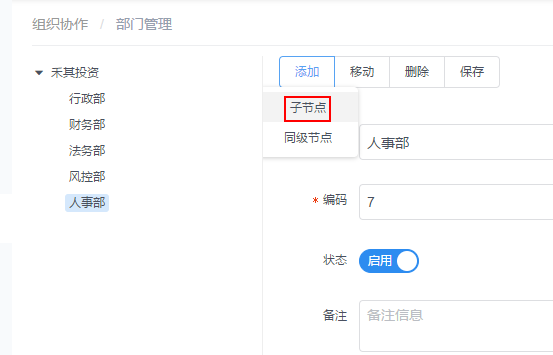 组织协作 / 部门管理
禾其投资
行政部
财务部
法务部
风控部
人事部
添加 移动 删除 保存
子节点
同级节点
人事部
* 编码 7
状态 启用
备注 备注信息